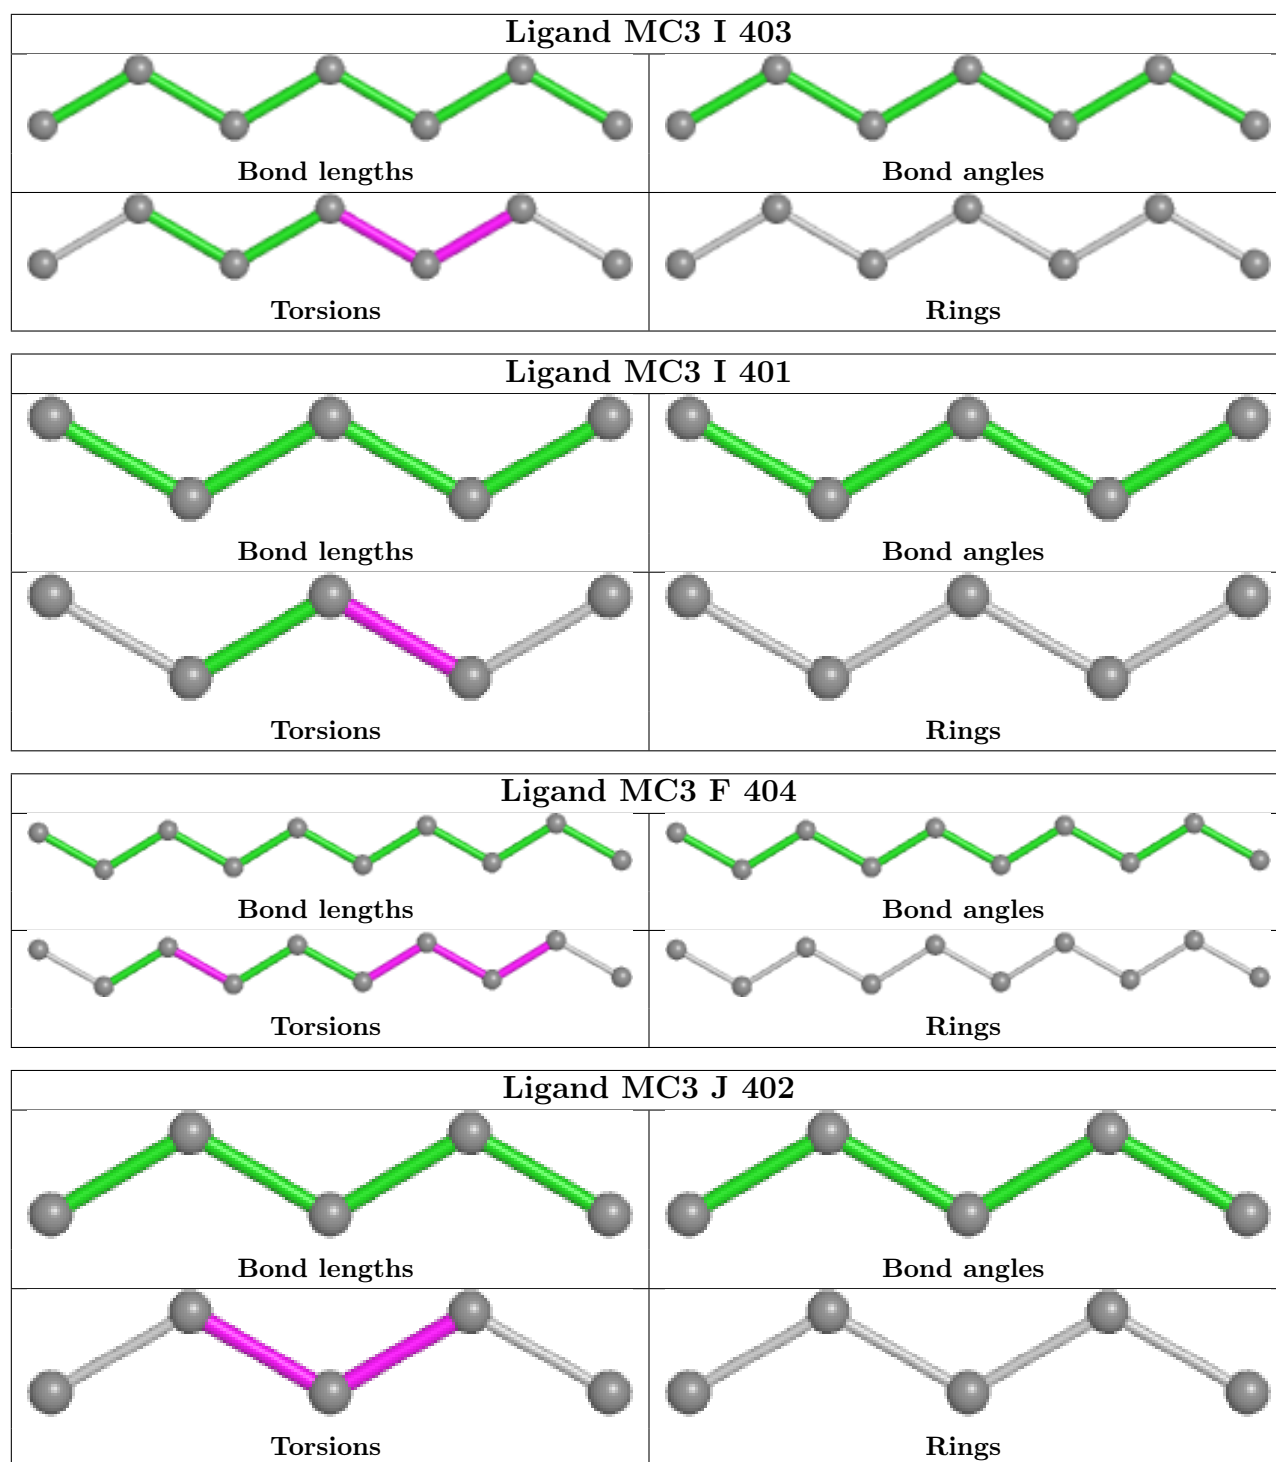 Ligand MC3 I 403
Bond lengths Bond angles
Torsions Rings
Ligand MC3 I 401
Bond lengths Bond angles
Torsions Rings
Ligand MC3 F 404
Bond lengths Bond angles
Torsions Rings
Ligand MC3 J 402
Bond lengths Bond angles
Torsions Rings